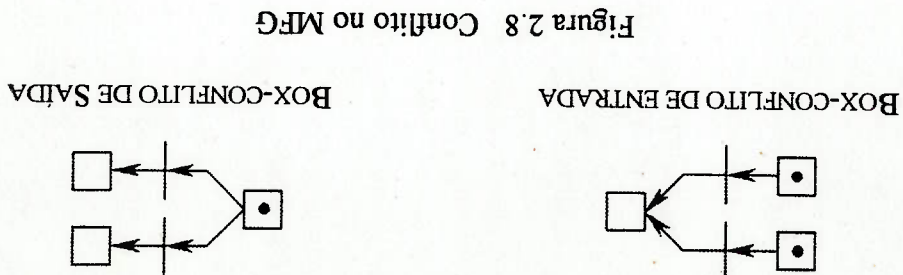 BOX-CONFLITO DE ENTRADA
BOX-CONFLITO DE SAÍDA
Figura 2.8 Conflito no MFG